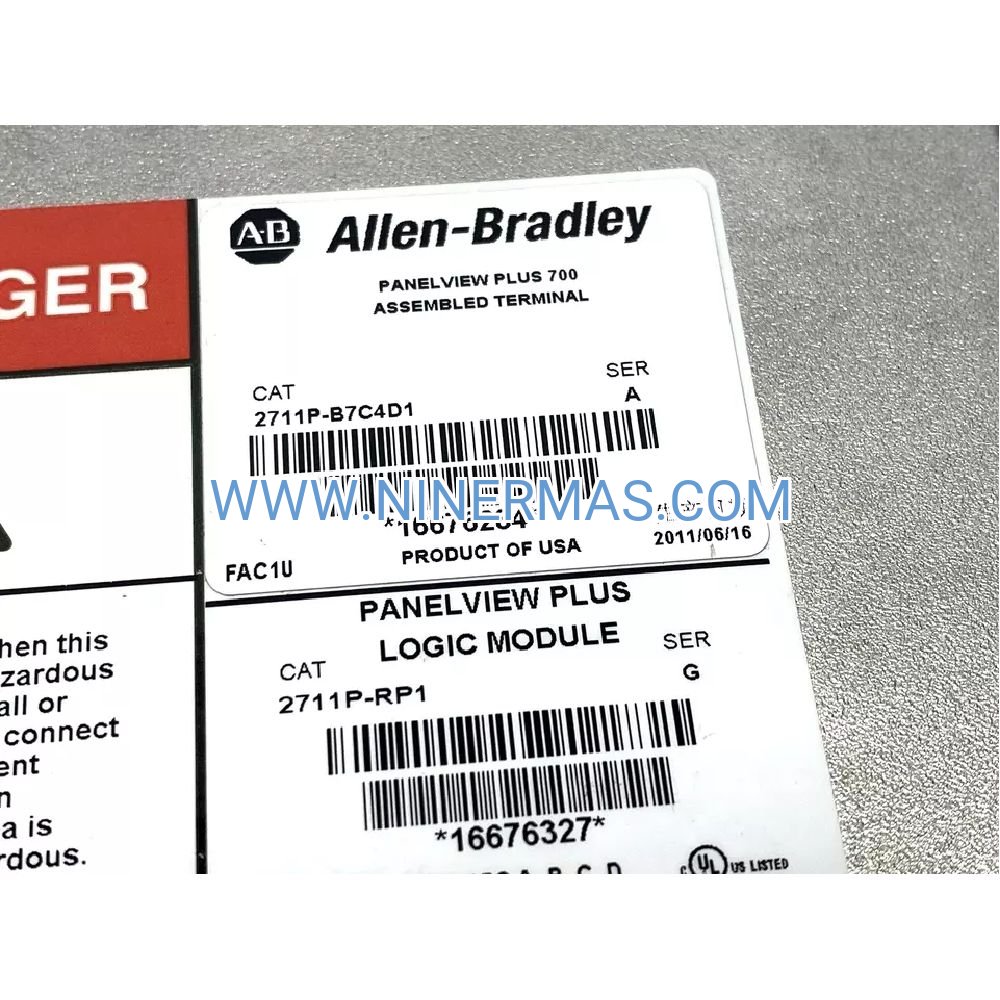 GER
hen this
zardous
all or
connect
ent
n
a is
rdous.
A·B Allen-Bradley
PANELVIEW PLUS 700
ASSEMBLED TERMINAL
CAT SER
2711P-B7C4D1 A
WWW.NINERMAS.COM
PRODUCT OF USA
2011/06/16
FAC1U
PANELVIEW PLUS
LOGIC MODULE
CAT SER
2711P-RP1 G
*16676327*
A, B, C, D
C UL US LISTED